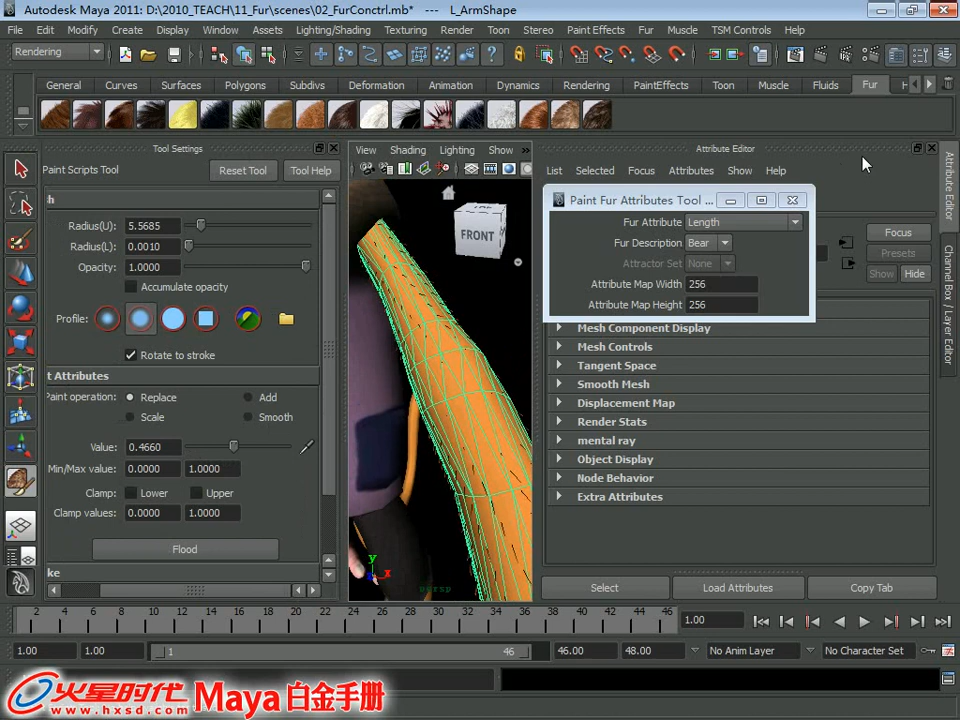 Autodesk Maya 2011: D:\2010_TEACH\11_Fur\scenes\02_FurConctrl.mb* --- L_ArmShape
File Edit Modify Create Display Window Assets Lighting/Shading Texturing Render Toon Stereo Paint Effects Fur Muscle TSM Controls Help
Rendering
General Curves Surfaces Polygons Subdivs Deformation Animation Dynamics Rendering PaintEffects Toon Muscle Fluids Fur
Tool Settings
Paint Scripts Tool Reset Tool Tool Help
Radius(U): 5.5685
Radius(L): 0.0010
Opacity: 1.0000
Accumulate opacity
Profile:
Rotate to stroke
t Attributes
Paint operation: Replace Add
Scale Smooth
Value: 0.4660
Min/Max value: 0.0000 1.0000
Clamp: Lower Upper
Clamp values: 0.0000 1.0000
Flood
ke
View Shading Lighting Show »
FRONT
y
x
persp
Attribute Editor
List Selected Focus Attributes Show Help
Focus
Presets
Show Hide
Paint Fur Attributes Tool ...
Fur Attribute Length
Fur Description Bear
Attractor Set None
Attribute Map Width 256
Attribute Map Height 256
Mesh Component Display
Mesh Controls
Tangent Space
Smooth Mesh
Displacement Map
Render Stats
mental ray
Object Display
Node Behavior
Extra Attributes
Select Load Attributes Copy Tab
Attribute Editor
Channel Box / Layer Editor
2 4 6 8 10 12 14 16 18 20 22 24 26 28 30 32 34 36 38 40 42 44 46
1.00
1.00 1.00 1 46 46.00 48.00 No Anim Layer No Character Set
火星时代 Maya 白金手册
www.hxsd.com